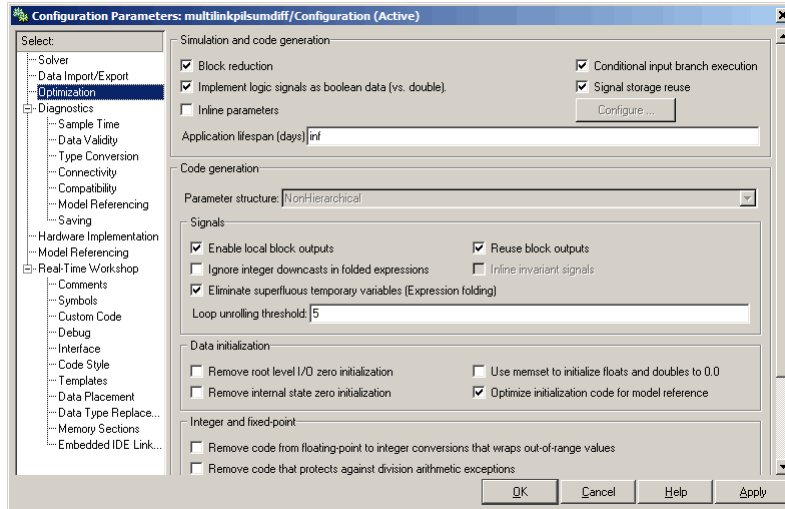 Configuration Parameters: multilinkpilsumdiff/Configuration (Active)
Select:
Solver
Data Import/Export
Optimization
Diagnostics
Sample Time
Data Validity
Type Conversion
Connectivity
Compatibility
Model Referencing
Saving
Hardware Implementation
Model Referencing
Real-Time Workshop
Comments
Symbols
Custom Code
Debug
Interface
Code Style
Templates
Data Placement
Data Type Replace...
Memory Sections
Embedded IDE Link...
Simulation and code generation
Block reduction
Conditional input branch execution
Implement logic signals as boolean data (vs. double).
Signal storage reuse
Inline parameters
Configure ...
Application lifespan (days) inf
Code generation
Parameter structure: NonHierarchical
Signals
Enable local block outputs
Reuse block outputs
Ignore integer downcasts in folded expressions
Inline invariant signals
Eliminate superfluous temporary variables (Expression folding)
Loop unrolling threshold: 5
Data initialization
Remove root level I/O zero initialization
Use memset to initialize floats and doubles to 0.0
Remove internal state zero initialization
Optimize initialization code for model reference
Integer and fixed-point
Remove code from floating-point to integer conversions that wraps out-of-range values
Remove code that protects against division arithmetic exceptions
OK
Cancel
Help
Apply